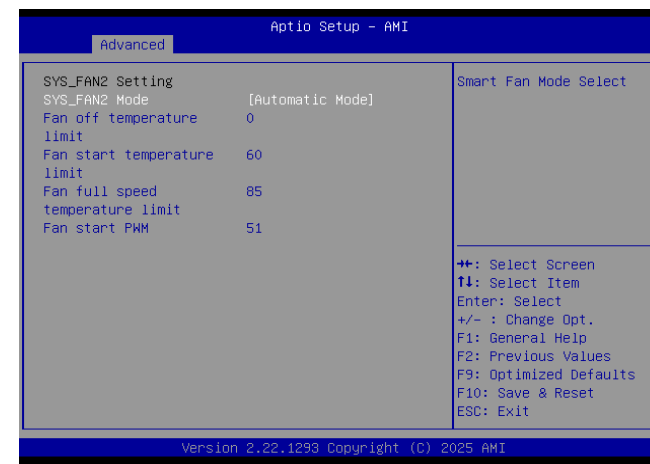 Aptio Setup - AMI
Advanced
SYS_FAN2 Setting
SYS_FAN2 Mode [Automatic Mode]
Fan off temperature 0
limit
Fan start temperature 60
limit
Fan full speed 85
temperature limit
Fan start PWM 51
Smart Fan Mode Select
→←: Select Screen
↑↓: Select Item
Enter: Select
+/- : Change Opt.
F1: General Help
F2: Previous Values
F9: Optimized Defaults
F10: Save & Reset
ESC: Exit
Version 2.22.1293 Copyright (C) 2025 AMI